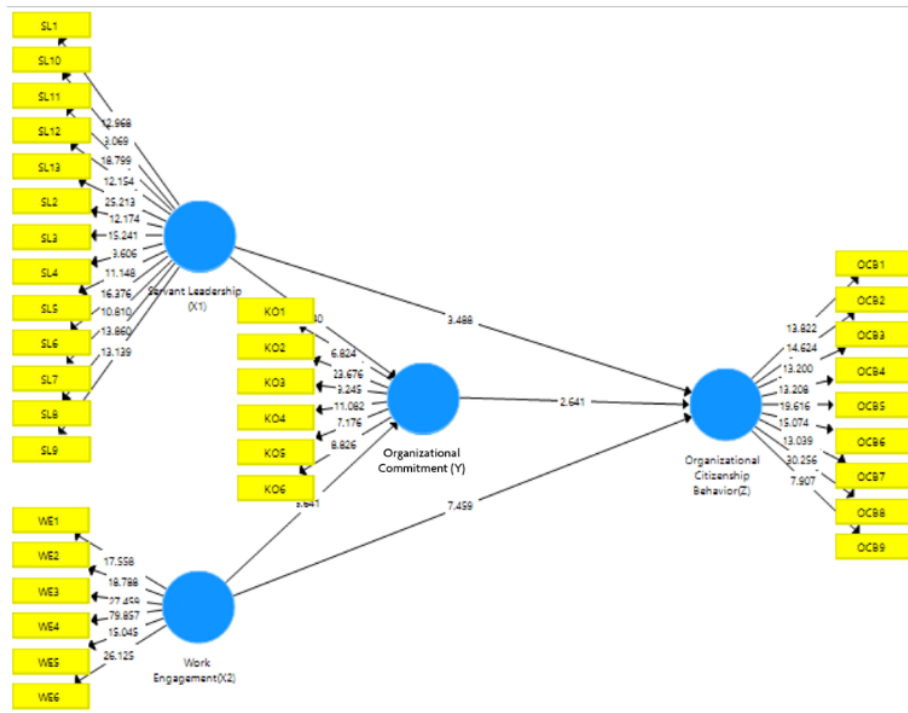 SL1
SL10
SL11
SL12
SL13
SL2
SL3
SL4
SL5
SL6
SL7
SL8
SL9
12.968
3.069
18.799
12.154
25.213
12.174
15.241
3.606
11.148
16.376
10.810
13.860
13.139
Servant Leadership
(X1)
KO1
KO2
KO3
KO4
KO5
KO6
6.824
23.676
3.245
11.082
7.176
8.826
Organizational
Commitment (Y)
3.488
2.641
7.459
WE1
WE2
WE3
WE4
WE5
WE6
17.558
18.788
27.459
79.857
15.045
26.125
Work
Engagement(X2)
OCB1
OCB2
OCB3
OCB4
OCB5
OCB6
OCB7
OCB8
OCB9
13.822
14.624
13.200
13.208
19.616
15.074
13.039
30.256
7.907
Organizational
Citizenship
Behavior(Z)